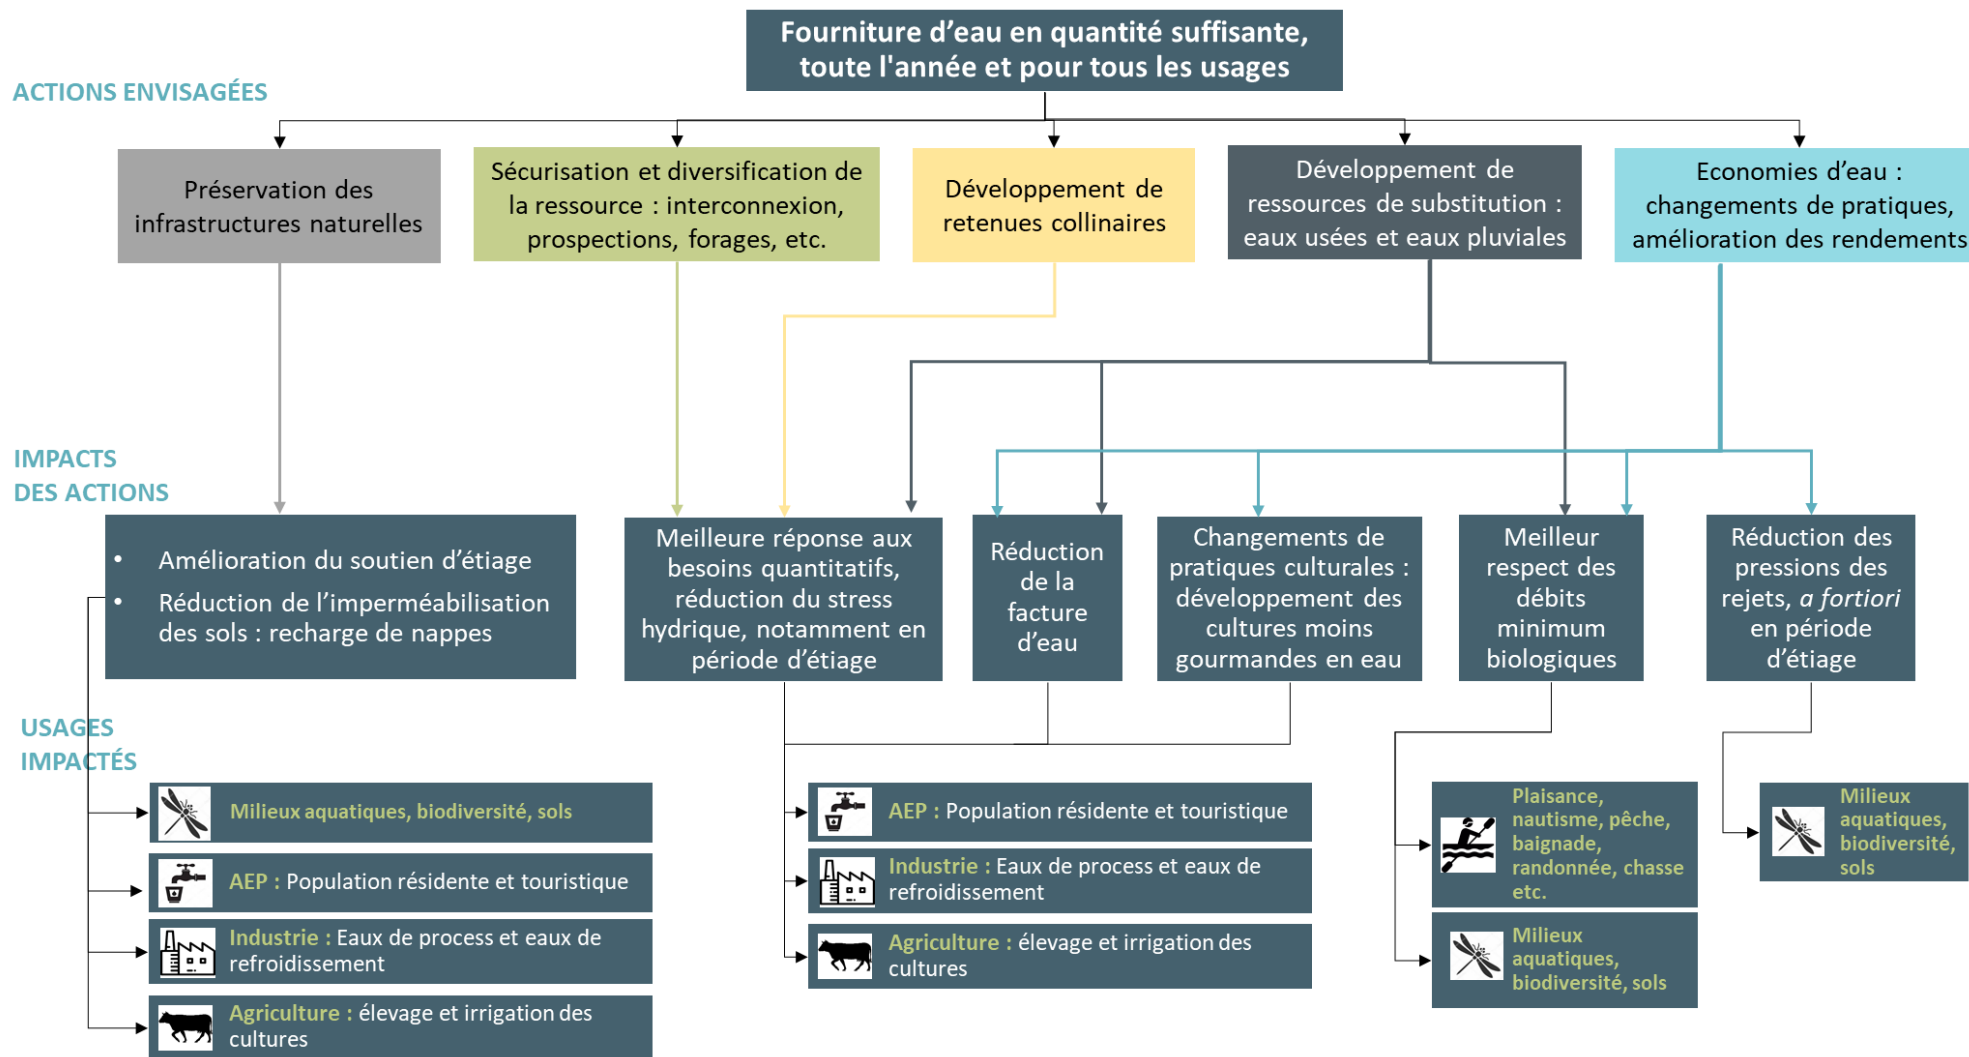 Fourniture d’eau en quantité suffisante,
toute l'année et pour tous les usages
ACTIONS ENVISAGÉES
Préservation des
infrastructures naturelles
Sécurisation et diversification de
la ressource : interconnexion,
prospections, forages, etc.
Développement de
retenues collinaires
Développement de
ressources de substitution :
eaux usées et eaux pluviales
Economies d’eau :
changements de pratiques,
amélioration des rendements
IMPACTS
DES ACTIONS
• Amélioration du soutien d’étiage
• Réduction de l’imperméabilisation
des sols : recharge de nappes
Meilleure réponse aux
besoins quantitatifs,
réduction du stress
hydrique, notamment en
période d’étiage
Réduction
de la
facture
d’eau
Changements de
pratiques culturales :
développement des
cultures moins
gourmandes en eau
Meilleur
respect des
débits
minimum
biologiques
Réduction des
pressions des
rejets, a fortiori
en période
d’étiage
USAGES
IMPACTÉS
Milieux aquatiques, biodiversité, sols
AEP : Population résidente et touristique
Industrie : Eaux de process et eaux de
refroidissement
Agriculture : élevage et irrigation des
cultures
AEP : Population résidente et touristique
Industrie : Eaux de process et eaux de
refroidissement
Agriculture : élevage et irrigation des
cultures
Plaisance,
nautisme, pêche,
baignade,
randonnée, chasse
etc.
Milieux
aquatiques,
biodiversité, sols
Milieux
aquatiques,
biodiversité,
sols